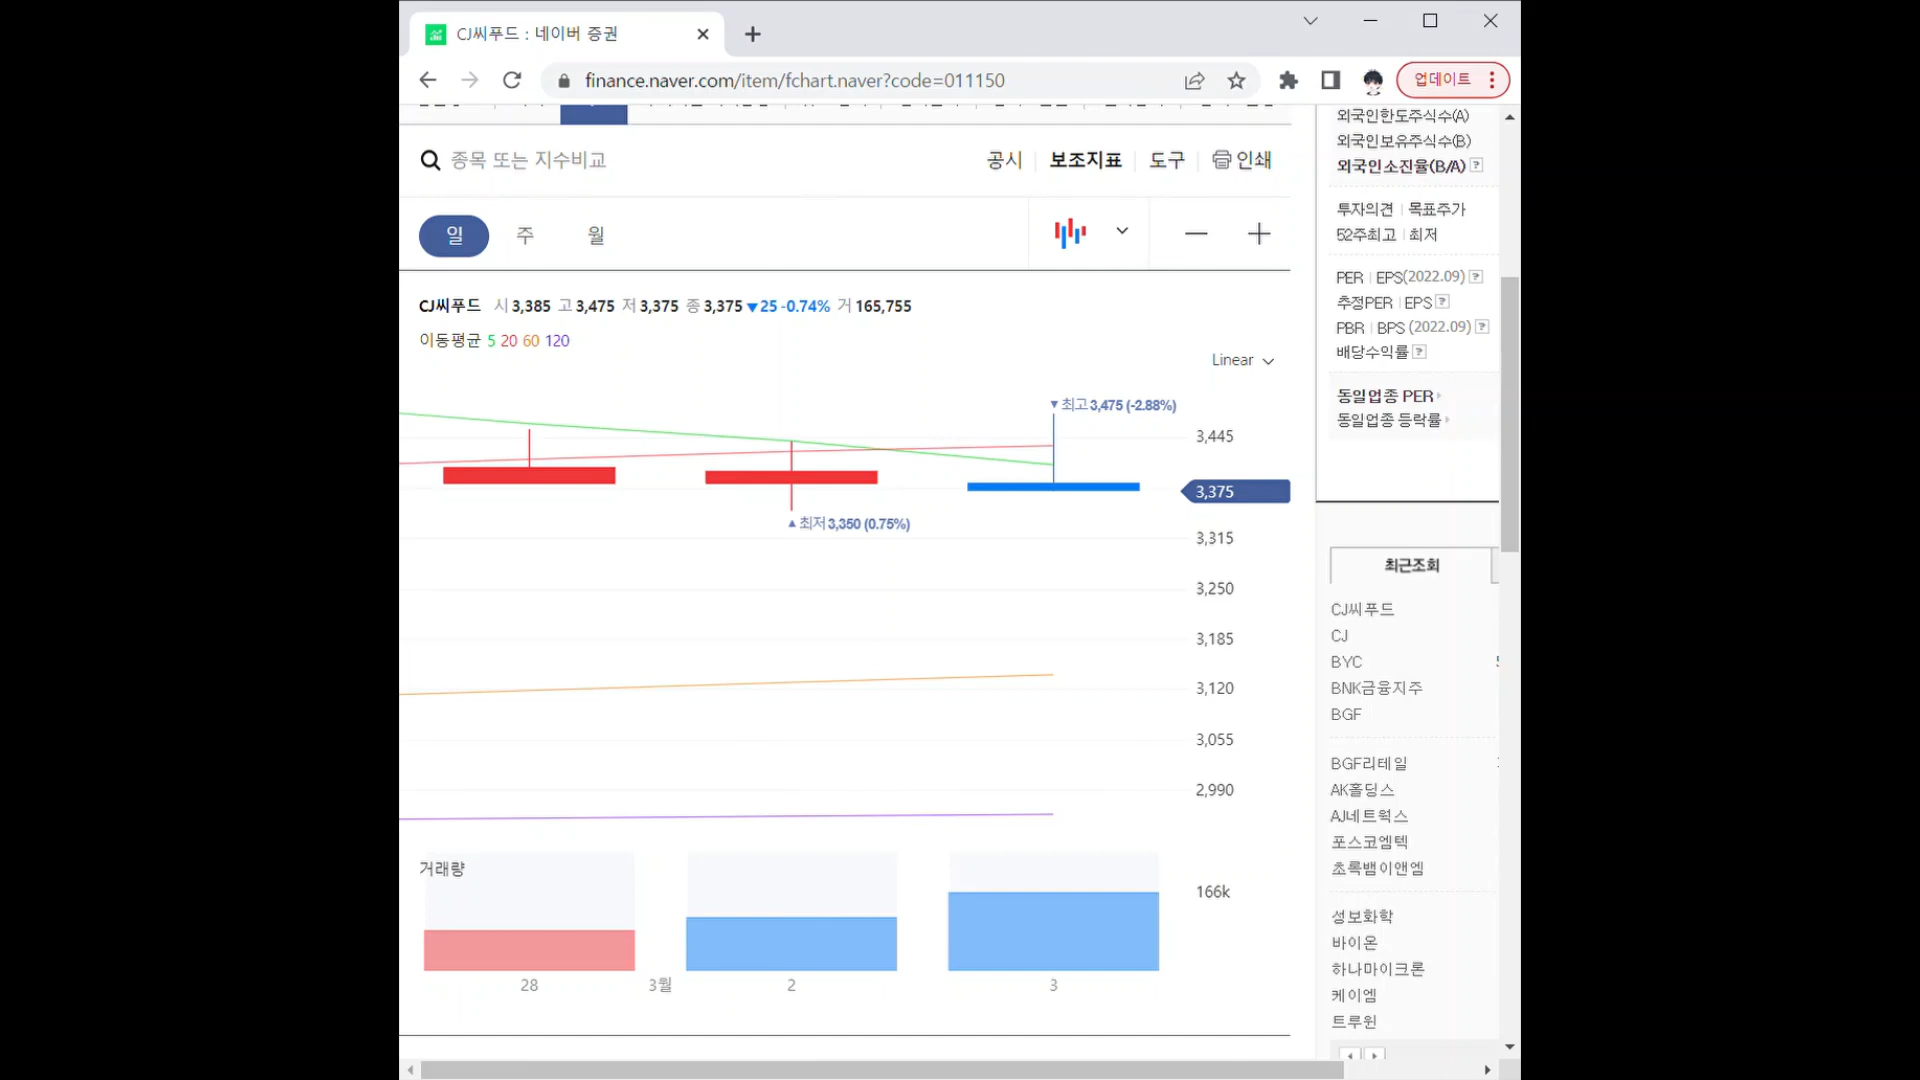 CJ씨푸드 : 네이버 증권
finance.naver.com/item/fchart.naver?code=011150
업데이트
종목 또는 지수비교
공시 보조지표 도구 인쇄
일 주 월
CJ씨푸드 시 3,385 고 3,475 저 3,375 종 3,375 ▼25 -0.74% 거 165,755
이동평균 5 20 60 120
Linear
▼최고 3,475 (-2.88%)
3,445
3,375
▲최저 3,350 (0.75%)
3,315
3,250
3,185
3,120
3,055
2,990
거래량
166k
28 3월 2 3
외국인한도주식수(A)
외국인보유주식수(B)
외국인소진율(B/A) ?
투자의견 | 목표주가
52주최고 | 최저
PER | EPS(2022.09) ?
추정PER | EPS ?
PBR | BPS (2022.09) ?
배당수익률 ?
동일업종 PER
동일업종 등락률
최근조회
CJ씨푸드
CJ
BYC
BNK금융지주
BGF
BGF리테일
AK홀딩스
AJ네트웍스
포스코엠텍
초록뱀이앤엠
성보화학
바이온
하나마이크론
케이엠
트루윈